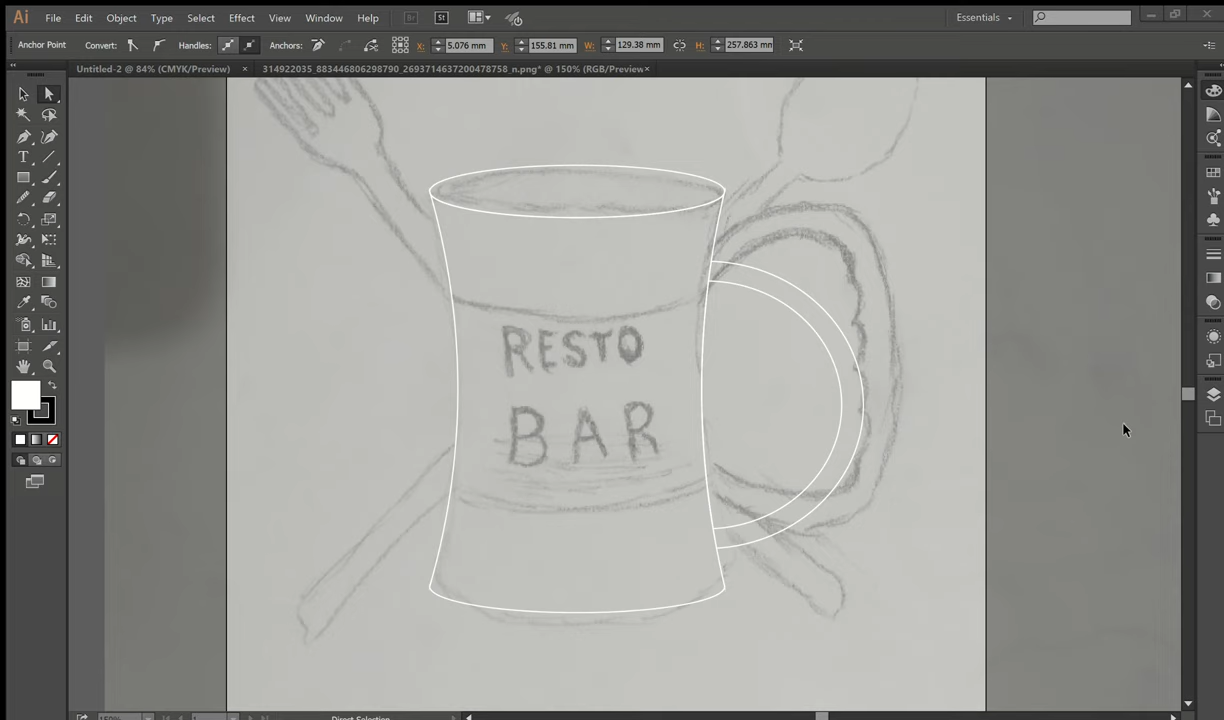 Ai File Edit Object Type Select Effect View Window Help Br St Essentials
Anchor Point Convert: Handles: Anchors: X: 5.076 mm Y: 155.81 mm W: 129.38 mm H: 257.863 mm
Untitled-2 @ 84% (CMYK/Preview) × 314922035_883446806298790_2693714637200478758_n.png* @ 150% (RGB/Preview ×
RESTO
BAR
Direct Selection